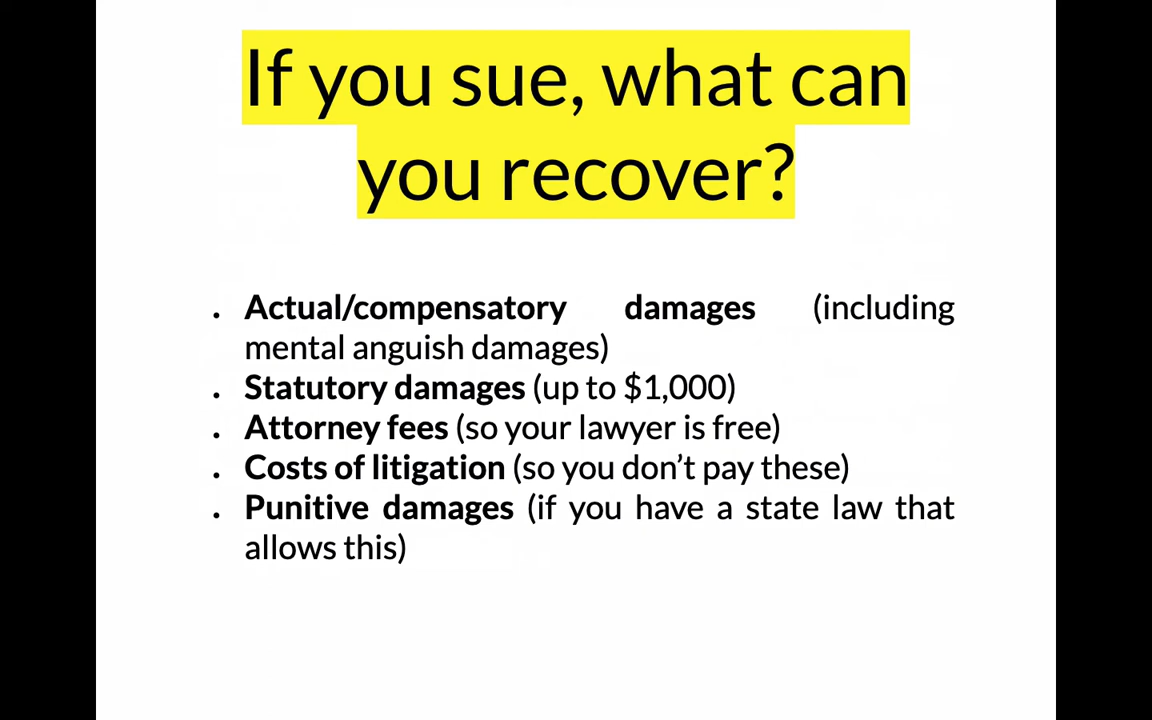 If you sue, what can
you recover?
. Actual/compensatory damages (including
mental anguish damages)
. Statutory damages (up to $1,000)
. Attorney fees (so your lawyer is free)
. Costs of litigation (so you don’t pay these)
. Punitive damages (if you have a state law that
allows this)